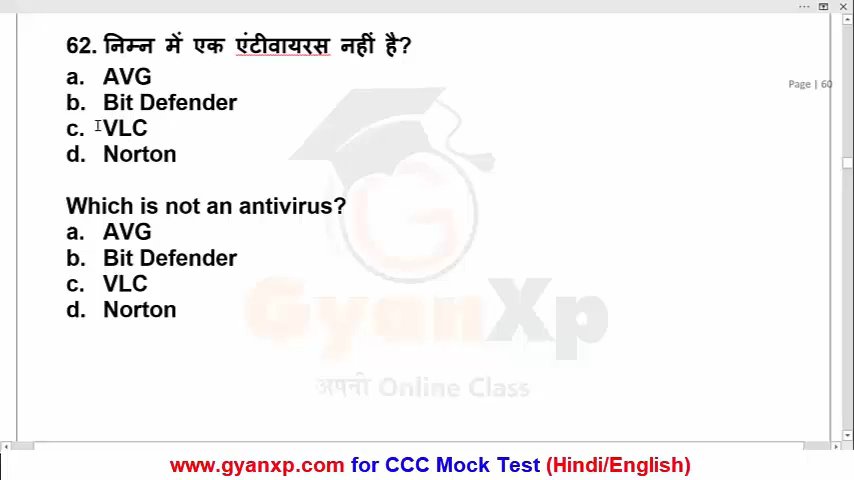 62. निम्न में एक एंटीवायरस नहीं है?
a. AVG
b. Bit Defender
c. VLC
d. Norton
Page | 60
Which is not an antivirus?
a. AVG
b. Bit Defender
c. VLC
d. Norton
GyanXp
अपनी Online Class
www.gyanxp.com for CCC Mock Test (Hindi/English)